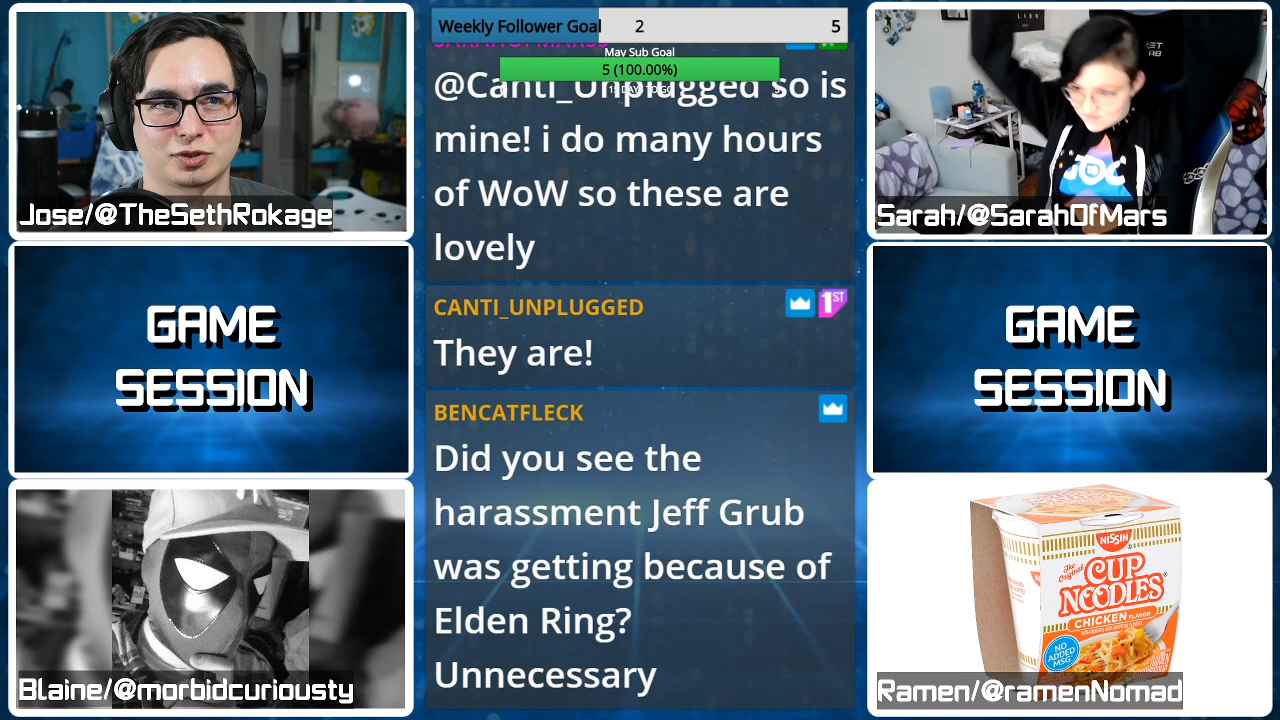 Jose/@TheSethRokage
GAME
SESSION
Blaine/@morbidcuriousty
Weekly Follower Goal 2 5
May Sub Goal
5 (100.00%)
@Canti_Unplugged so is
mine! i do many hours
of WoW so these are
lovely
CANTI_UNPLUGGED
1ST
They are!
BENCATFLECK
Did you see the
harassment Jeff Grub
was getting because of
Elden Ring?
Unnecessary
LIES
Sarah/@SarahOfMars
GAME
SESSION
NISSIN
The Original
CUP
NOODLES
CHICKEN FLAVOR
NO
ADDED
MSG
Ramen/@ramenNomad